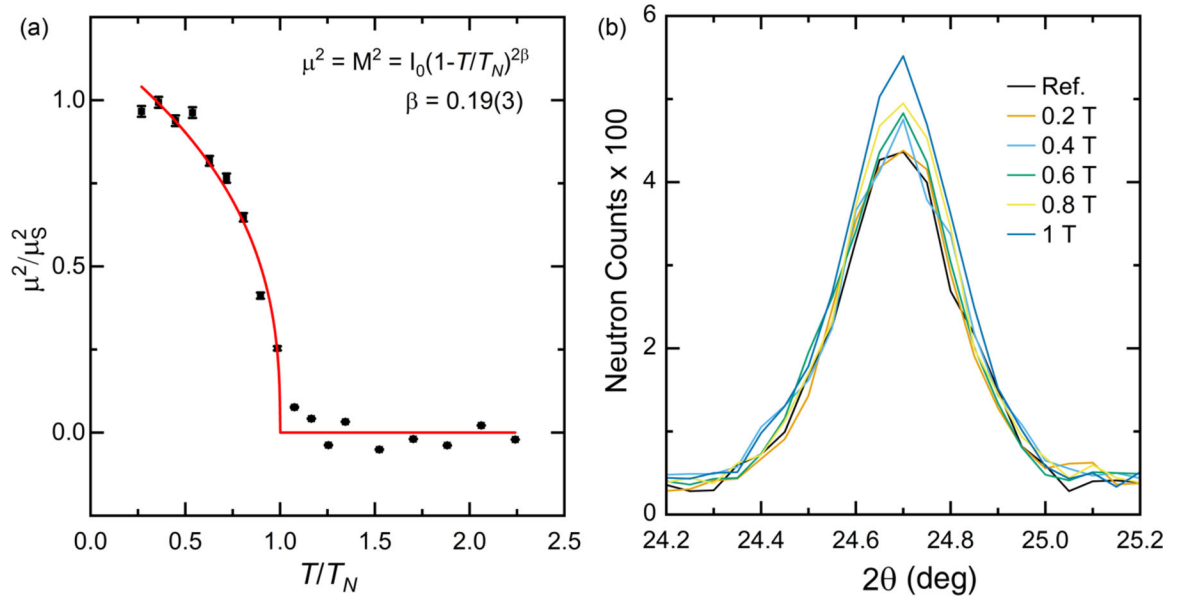 (a)
μ² = M² = I₀(1-T/T_N)^2β
β = 0.19(3)
1.0
0.5
0.0
μ²/μ_S²
0.0 0.5 1.0 1.5 2.0 2.5
T/T_N
(b)
6
4
2
0
Neutron Counts x 100
Ref.
0.2 T
0.4 T
0.6 T
0.8 T
1 T
24.2 24.4 24.6 24.8 25.0 25.2
2θ (deg)